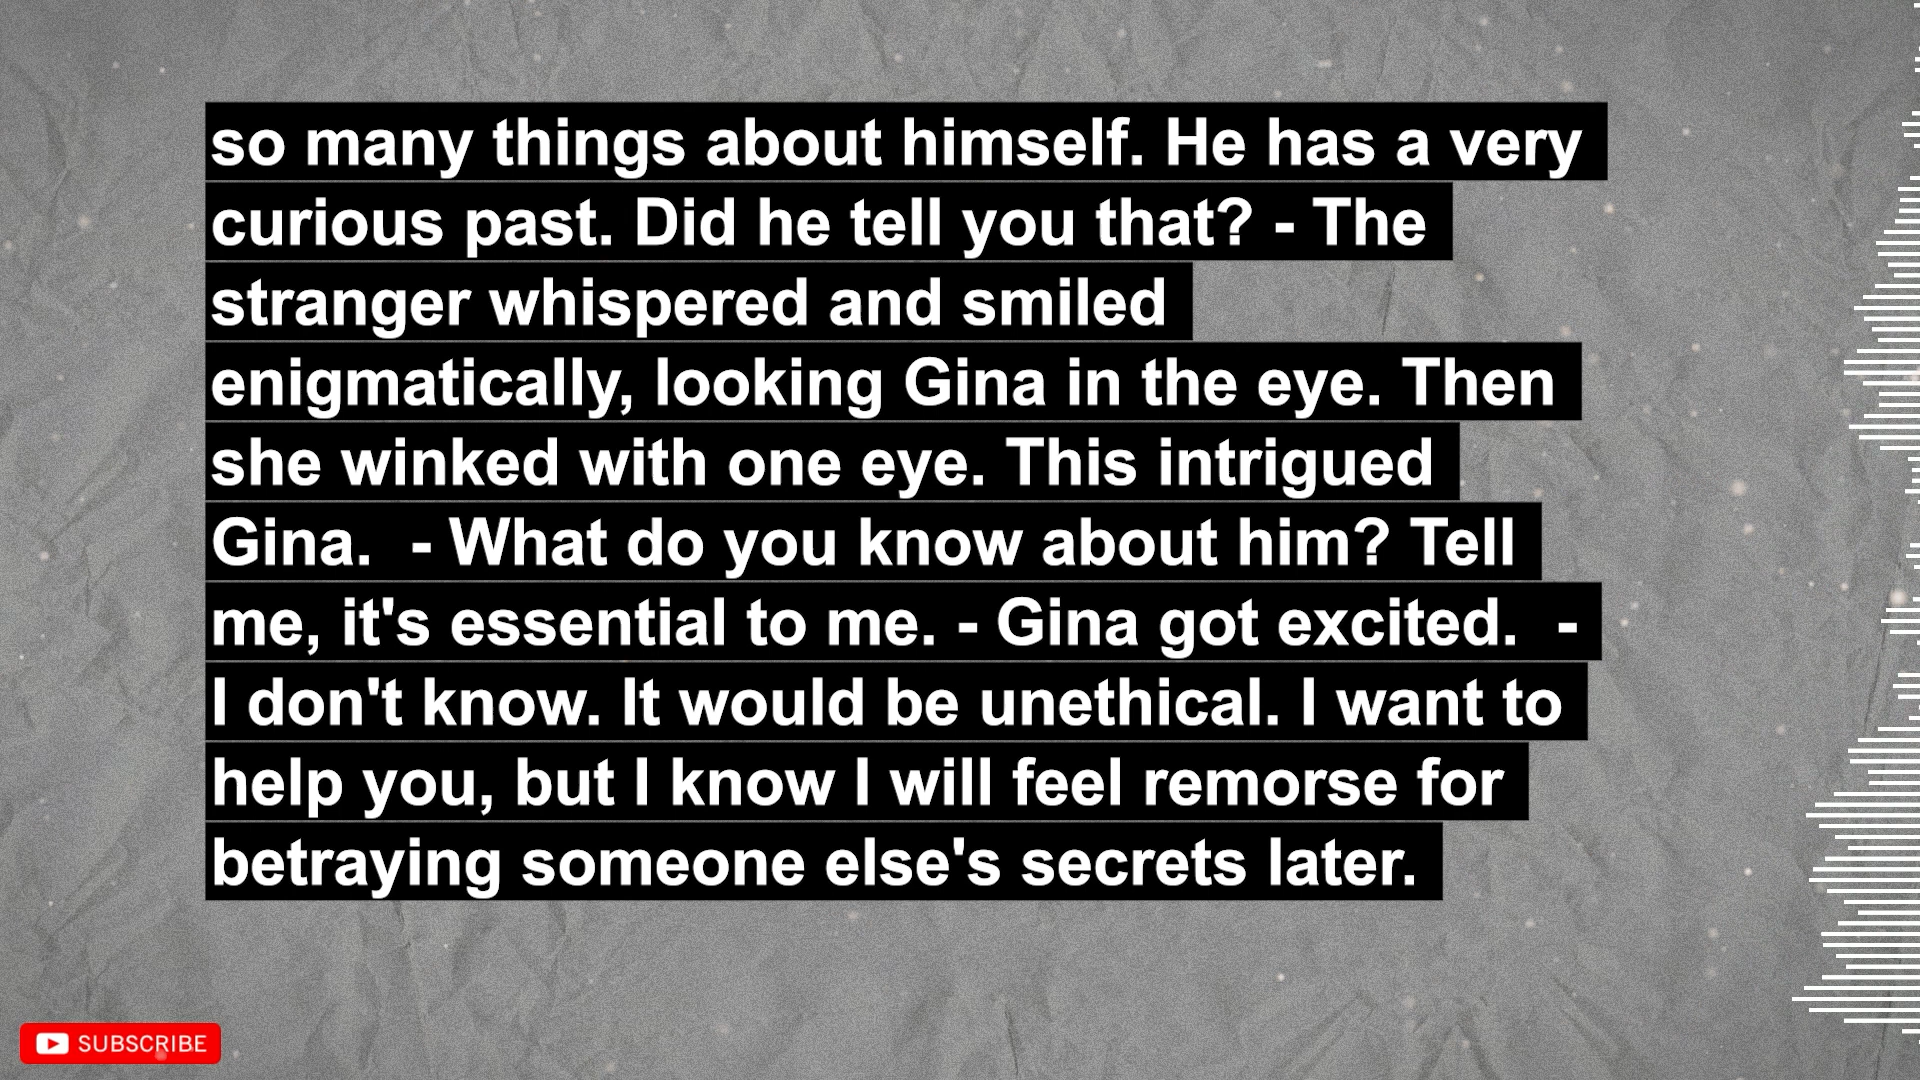 so many things about himself. He has a very
curious past. Did he tell you that? - The
stranger whispered and smiled
enigmatically, looking Gina in the eye. Then
she winked with one eye. This intrigued
Gina.  - What do you know about him? Tell
me, it's essential to me. - Gina got excited.  -
I don't know. It would be unethical. I want to
help you, but I know I will feel remorse for
betraying someone else's secrets later.
SUBSCRIBE